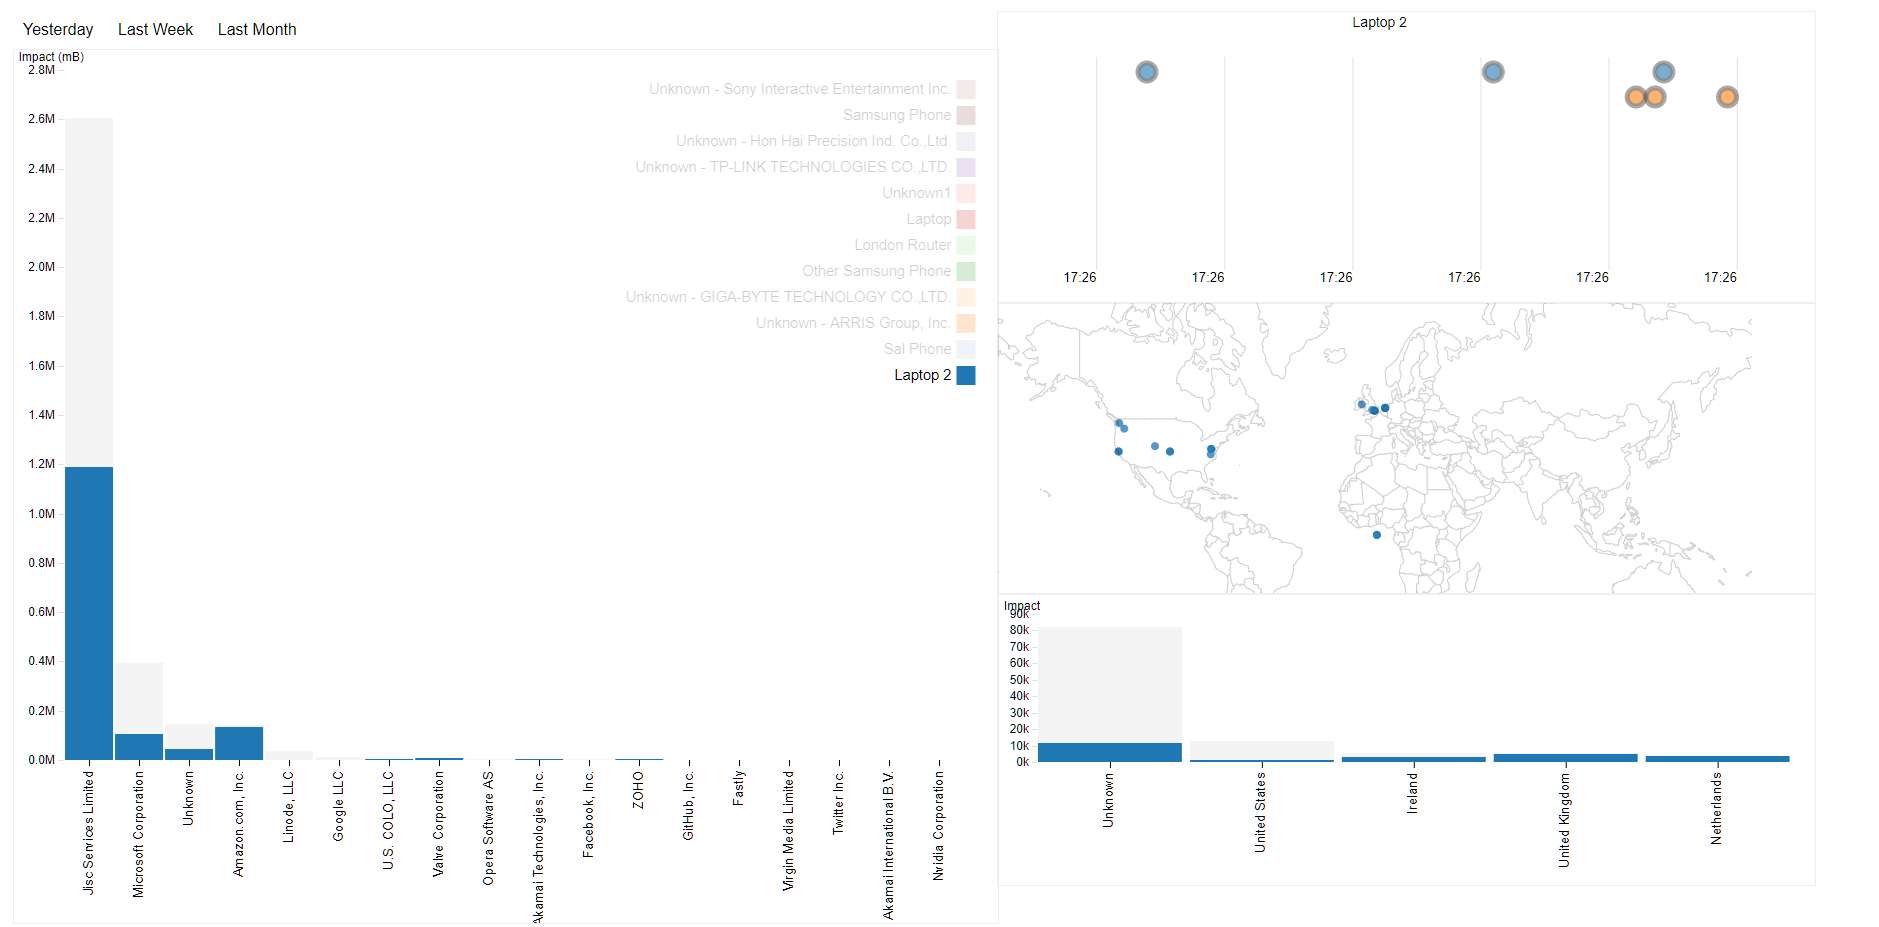 Yesterday Last Week Last Month
Impact (mB)
2.8M
2.6M
2.4M
2.2M
2.0M
1.8M
1.6M
1.4M
1.2M
1.0M
0.8M
0.6M
0.4M
0.2M
0.0M
Unknown - Sony Interactive Entertainment Inc.
Samsung Phone
Unknown - Hon Hai Precision Ind. Co.,Ltd.
Unknown - TP-LINK TECHNOLOGIES CO.,LTD.
Unknown1
Laptop
London Router
Other Samsung Phone
Unknown - GIGA-BYTE TECHNOLOGY CO.,LTD.
Unknown - ARRIS Group, Inc.
Sal Phone
Laptop 2
Jisc Services Limited
Microsoft Corporation
Unknown
Amazon.com, Inc.
Linode, LLC
Google LLC
U.S. COLO, LLC
Valve Corporation
Opera Software AS
Akamai Technologies, Inc.
Facebook, Inc.
ZOHO
GitHub, Inc.
Fastly
Virgin Media Limited
Twitter Inc.
Akamai International B.V.
Nvidia Corporation
Laptop 2
17:26 17:26 17:26 17:26 17:26 17:26
Impact
90k
80k
70k
60k
50k
40k
30k
20k
10k
0k
Unknown
United States
Ireland
United Kingdom
Netherlands